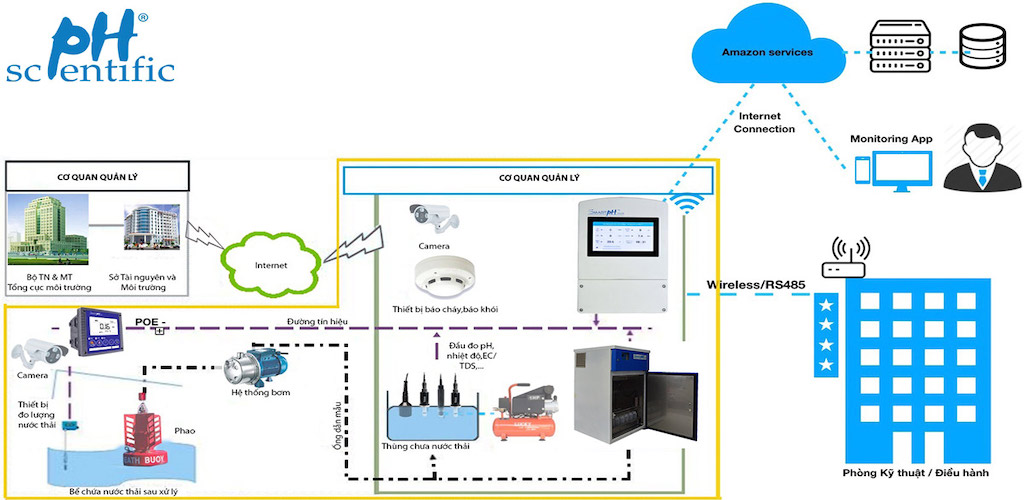 pH®
scientific
Amazon services
Internet
Connection
Monitoring App
CƠ QUAN QUẢN LÝ
CƠ QUAN QUẢN LÝ
Bộ TN & MT
Tổng cục môi trường
Sở Tài nguyên và
Môi trường
Internet
Camera
Thiết bị báo cháy,báo khói
SMART pH
Wireless/RS485
POE -
Đường tín hiệu
Camera
Thiết bị
đo lượng
nước thải
Phao
BUOY
Bể chứa nước thải sau xử lý
Hệ thống bơm
Ống dẫn mẫu
Đầu đo pH,
nhiệt độ,EC/
TDS,...
Thùng chưa nước thải
Phòng Kỹ thuật / Điều hành